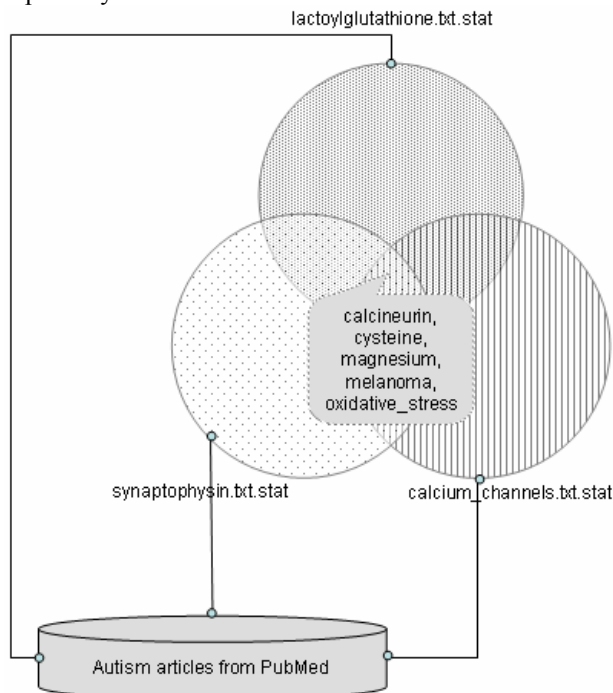 lactoylglutathione.txt.stat
calcineurin,
cysteine,
magnesium,
melanoma,
oxidative_stress
synaptophysin.txt.stat
calcium_channels.txt.stat
Autism articles from PubMed